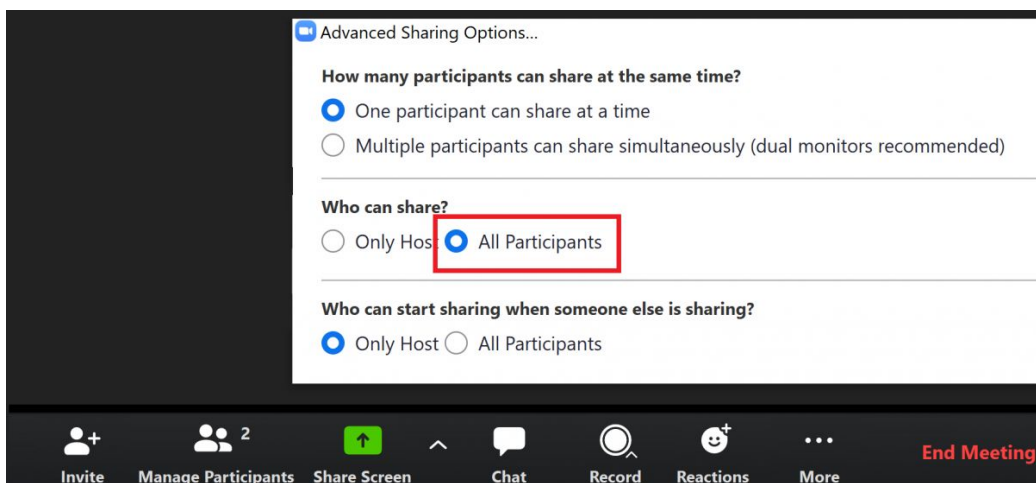 Advanced Sharing Options...
How many participants can share at the same time?
One participant can share at a time
Multiple participants can share simultaneously (dual monitors recommended)
Who can share?
Only Host All Participants
Who can start sharing when someone else is sharing?
Only Host All Participants
2
Invite Manage Participants Share Screen Chat Record Reactions More End Meeting